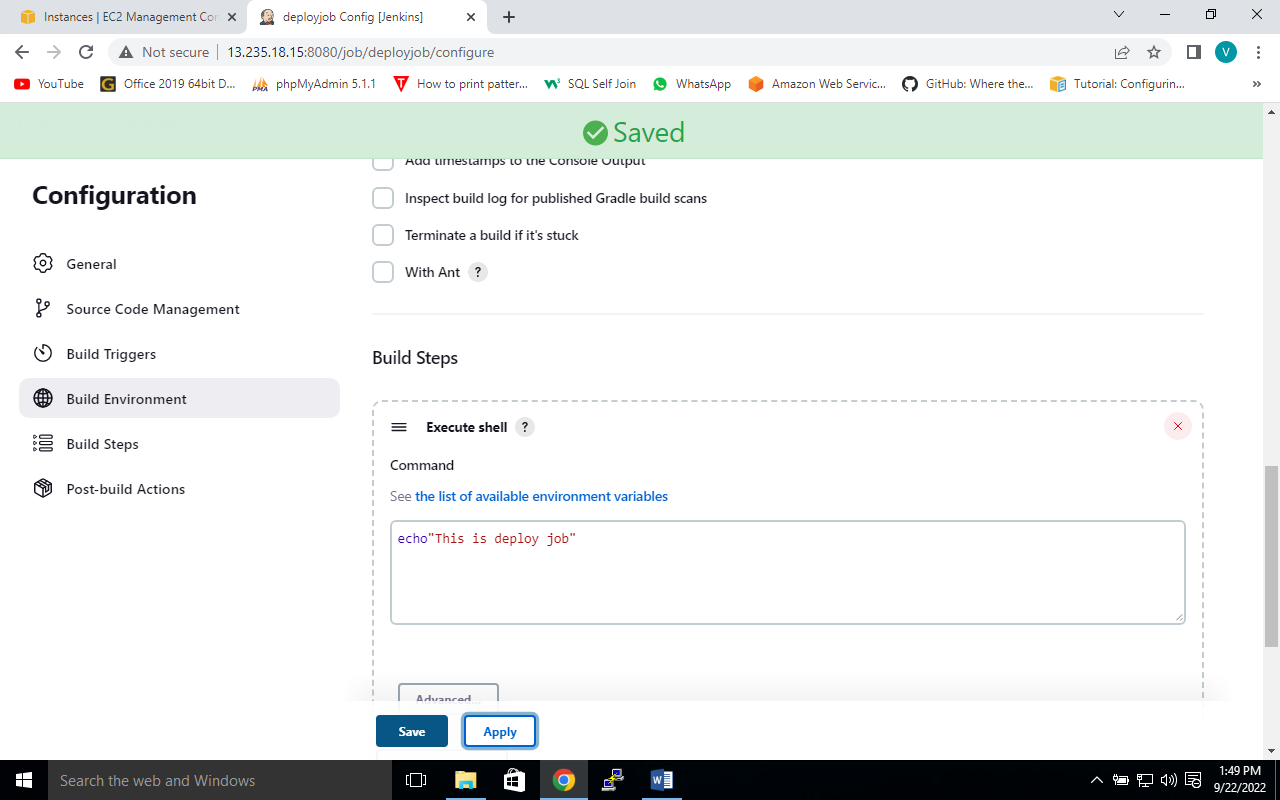 Instances | EC2 Management Con
deployjob Config [Jenkins]
Not secure
13.235.18.15:8080/job/deployjob/configure
V
YouTube
Office 2019 64bit D...
phpMyAdmin 5.1.1
How to print patter...
SQL Self Join
WhatsApp
Amazon Web Servic...
GitHub: Where the...
Tutorial: Configurin...
»
Saved
Add timestamps to the Console Output
Configuration
Inspect build log for published Gradle build scans
Terminate a build if it's stuck
With Ant ?
General
Source Code Management
Build Triggers
Build Environment
Build Steps
Post-build Actions
Build Steps
Execute shell ?
Command
See the list of available environment variables
echo"This is deploy job"
Advanced...
Save
Apply
Search the web and Windows
1:49 PM
9/22/2022